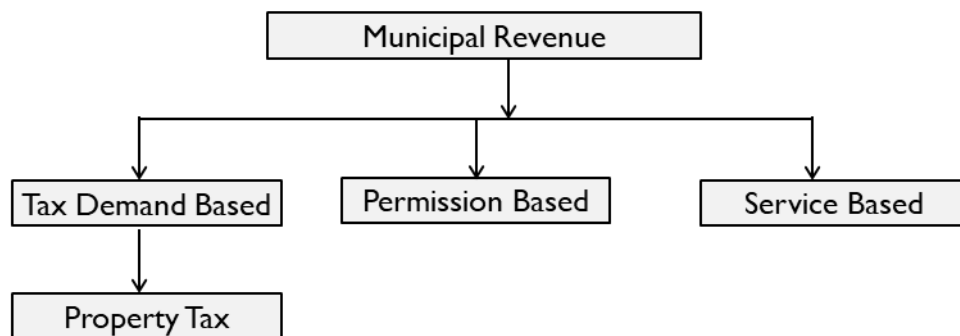 Municipal Revenue
Tax Demand Based
Permission Based
Service Based
Property Tax